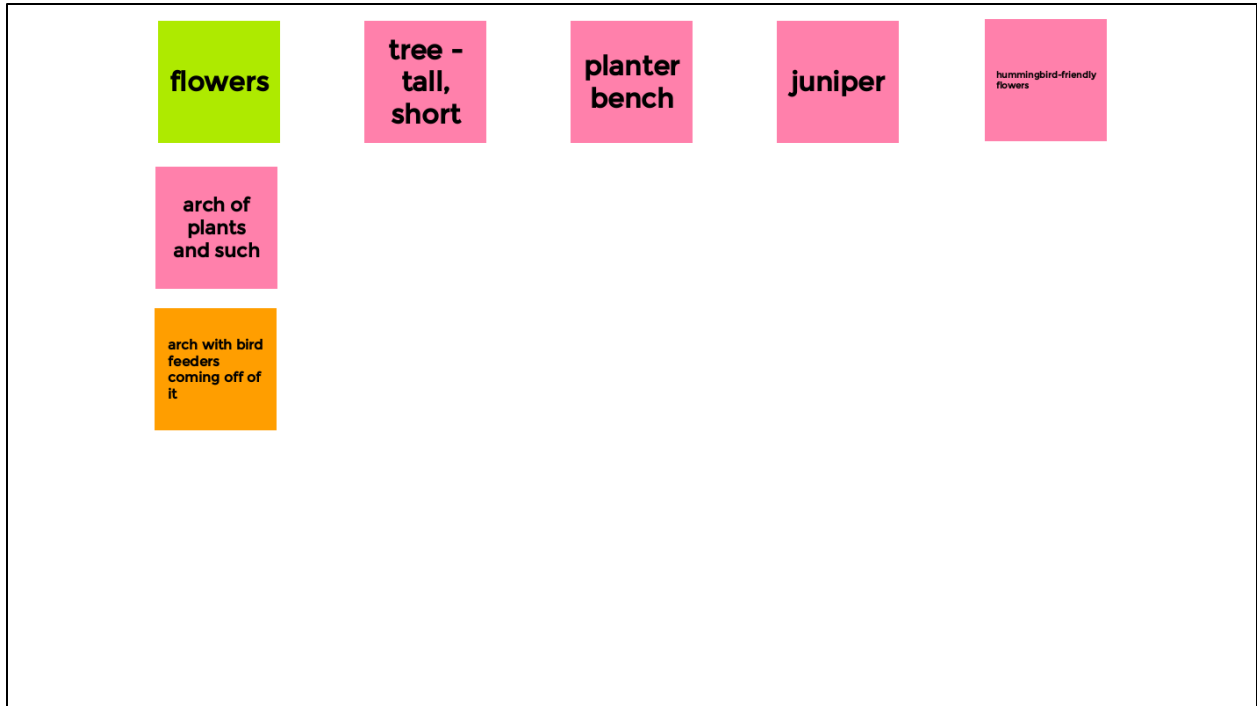 flowers
tree -
tall,
short
planter
bench
juniper
hummingbird-friendly
flowers
arch of
plants
and such
arch with bird
feeders
coming off of
it